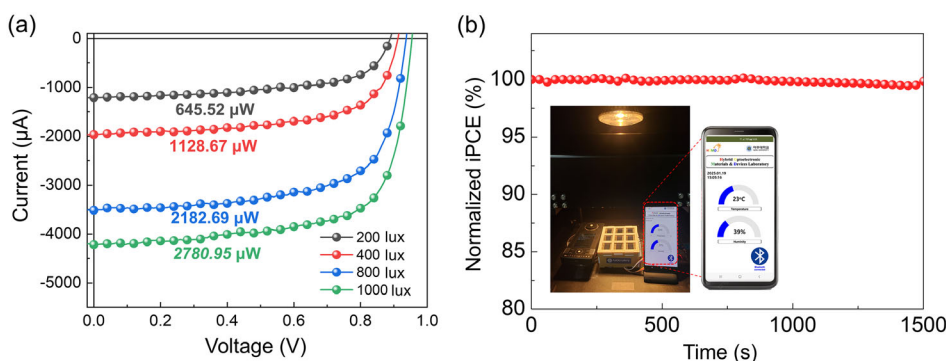 (a)
0
-1000
-2000
-3000
-4000
-5000
Current (µA)
645.52 µW
1128.67 µW
2182.69 µW
2780.95 µW
200 lux
400 lux
800 lux
1000 lux
0.0
0.2
0.4
0.6
0.8
1.0
Voltage (V)
(b)
100
95
90
85
80
Normalized iPCE (%)
Hybrid
Materials & Devices Laboratory
23°C
Temperature
39%
Humidity
0
500
1000
1500
Time (s)